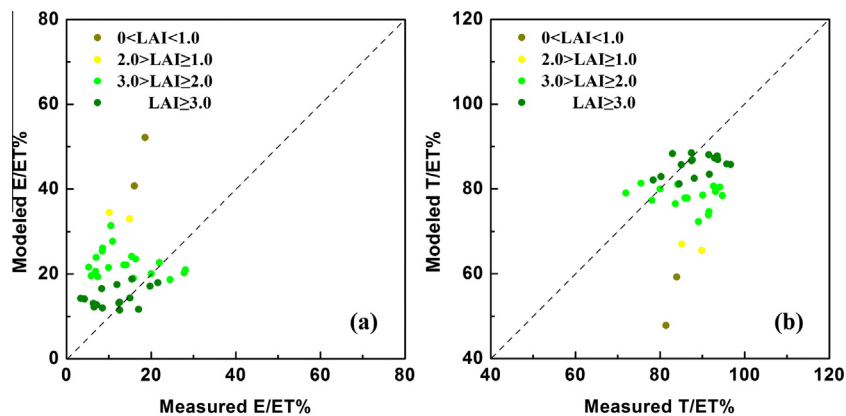 80
60
40
20
0
0
20
40
60
80
Modeled E/ET%
Measured E/ET%
0<LAI<1.0
2.0>LAI≥1.0
3.0>LAI≥2.0
LAI≥3.0
(a)
120
100
80
60
40
40
60
80
100
120
Modeled T/ET%
Measured T/ET%
0<LAI<1.0
2.0>LAI≥1.0
3.0>LAI≥2.0
LAI≥3.0
(b)